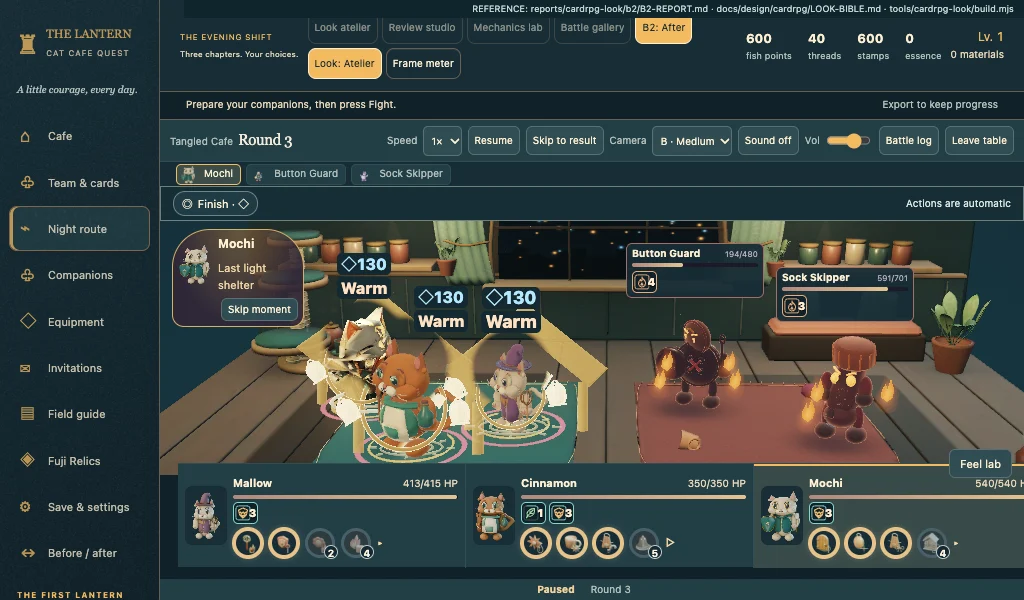 REFERENCE: reports/cardrpg-look/b2/B2-REPORT.md · docs/design/cardrpg/LOOK-BIBLE.md · tools/cardrpg-look/build.mjs
THE LANTERN
CAT CAFE QUEST
A little courage, every day.
Cafe
Team & cards
Night route
Companions
Equipment
Invitations
Field guide
Fuji Relics
Save & settings
Before / after
THE FIRST LANTERN
THE EVENING SHIFT
Three chapters. Your choices.
Look atelier
Review studio
Mechanics lab
Battle gallery
B2: After
Look: Atelier
Frame meter
600 fish points
40 threads
600 stamps
0 essence
Lv. 1
0 materials
Prepare your companions, then press Fight.
Export to keep progress
Tangled Cafe Round 3
Speed
1x
Resume
Skip to result
Camera
B · Medium
Sound off
Vol
Battle log
Leave table
Mochi
Button Guard
Sock Skipper
Finish ·
Actions are automatic
Mochi
Last light shelter
Skip moment
130
Warm
130
Warm
130
Warm
Button Guard 194/480
4
Sock Skipper 591/701
3
Feel lab
Mallow 413/415 HP
3
2
4
Cinnamon 350/350 HP
1
3
5
Mochi 540/540 H
3
4
Paused Round 3